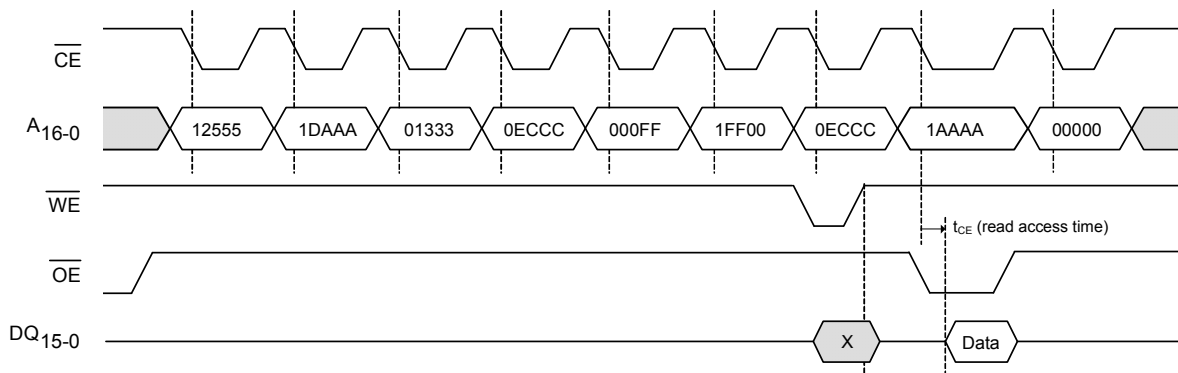 CE
A16-0 12555 1DAAA 01333 0ECCC 000FF 1FF00 0ECCC 1AAAA 00000
WE
tCE (read access time)
OE
DQ15-0 X Data